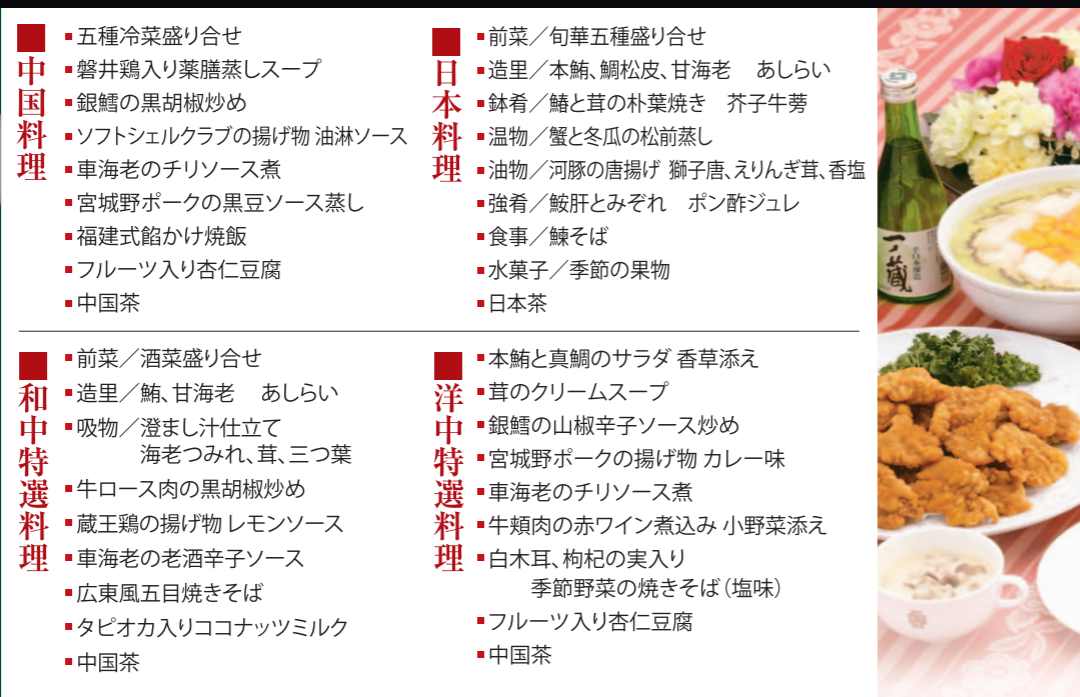 中国料理
五種冷菜盛り合せ
磐井鶏入り薬膳蒸しスープ
銀鱈の黒胡椒炒め
ソフトシェルクラブの揚げ物 油淋ソース
車海老のチリソース煮
宮城野ポークの黒豆ソース蒸し
福建式餡かけ焼飯
フルーツ入り杏仁豆腐
中国茶
日本料理
前菜／旬華五種盛り合せ
造里／本鮪、鯛松皮、甘海老　あしらい
鉢肴／鰆と茸の朴葉焼き　芥子牛蒡
温物／蟹と冬瓜の松前蒸し
油物／河豚の唐揚げ 獅子唐、えりんぎ茸、香塩
強肴／鮟肝とみぞれ　ポン酢ジュレ
食事／鰊そば
水菓子／季節の果物
日本茶
和中特選料理
前菜／酒菜盛り合せ
造里／鮪、甘海老　あしらい
吸物／澄まし汁仕立て
海老つみれ、茸、三つ葉
牛ロース肉の黒胡椒炒め
蔵王鶏の揚げ物 レモンソース
車海老の老酒辛子ソース
広東風五目焼きそば
タピオカ入りココナッツミルク
中国茶
洋中特選料理
本鮪と真鯛のサラダ 香草添え
茸のクリームスープ
銀鱈の山椒辛子ソース炒め
宮城野ポークの揚げ物 カレー味
車海老のチリソース煮
牛頬肉の赤ワイン煮込み 小野菜添え
白木耳、枸杞の実入り
季節野菜の焼きそば（塩味）
フルーツ入り杏仁豆腐
中国茶
一ノ蔵